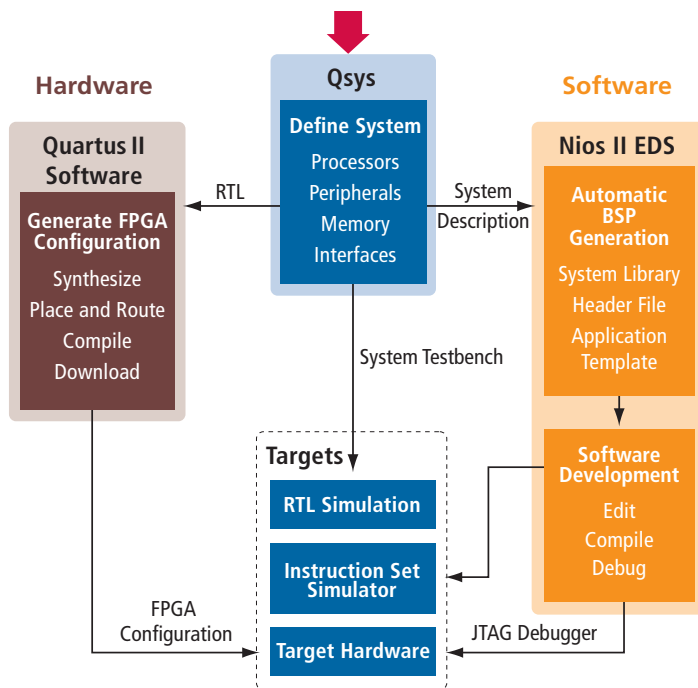 Hardware
Qsys
Software
Quartus II
Software
Generate FPGA
Configuration
Synthesize
Place and Route
Compile
Download
RTL
Define System
Processors
Peripherals
Memory
Interfaces
System
Description
Nios II EDS
Automatic
BSP
Generation
System Library
Header File
Application
Template
System Testbench
Software
Development
Edit
Compile
Debug
Targets
RTL Simulation
Instruction Set
Simulator
Target Hardware
FPGA
Configuration
JTAG Debugger